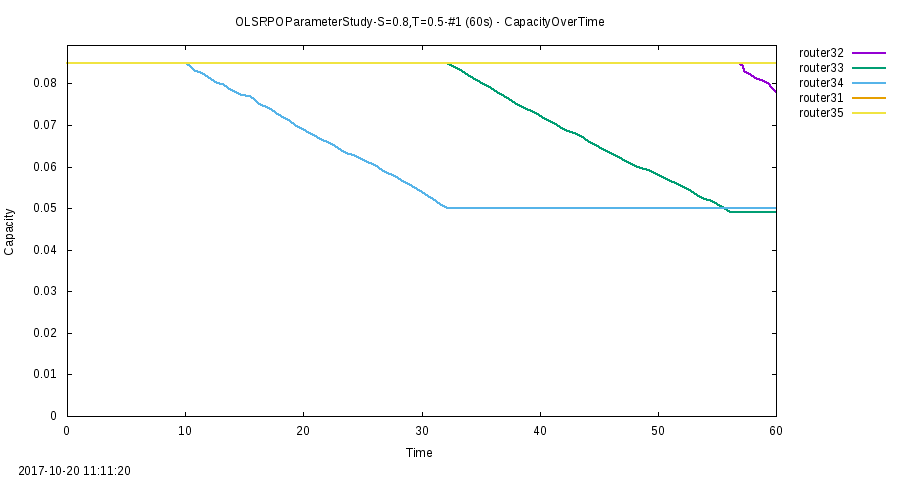 OLSRPOParameterStudy-S=0.8,T=0.5-#1 (60s) - CapacityOverTime
router32
router33
router34
router31
router35
0.08
0.07
0.06
0.05
0.04
0.03
0.02
0.01
0
Capacity
0 10 20 30 40 50 60
Time
2017-10-20 11:11:20